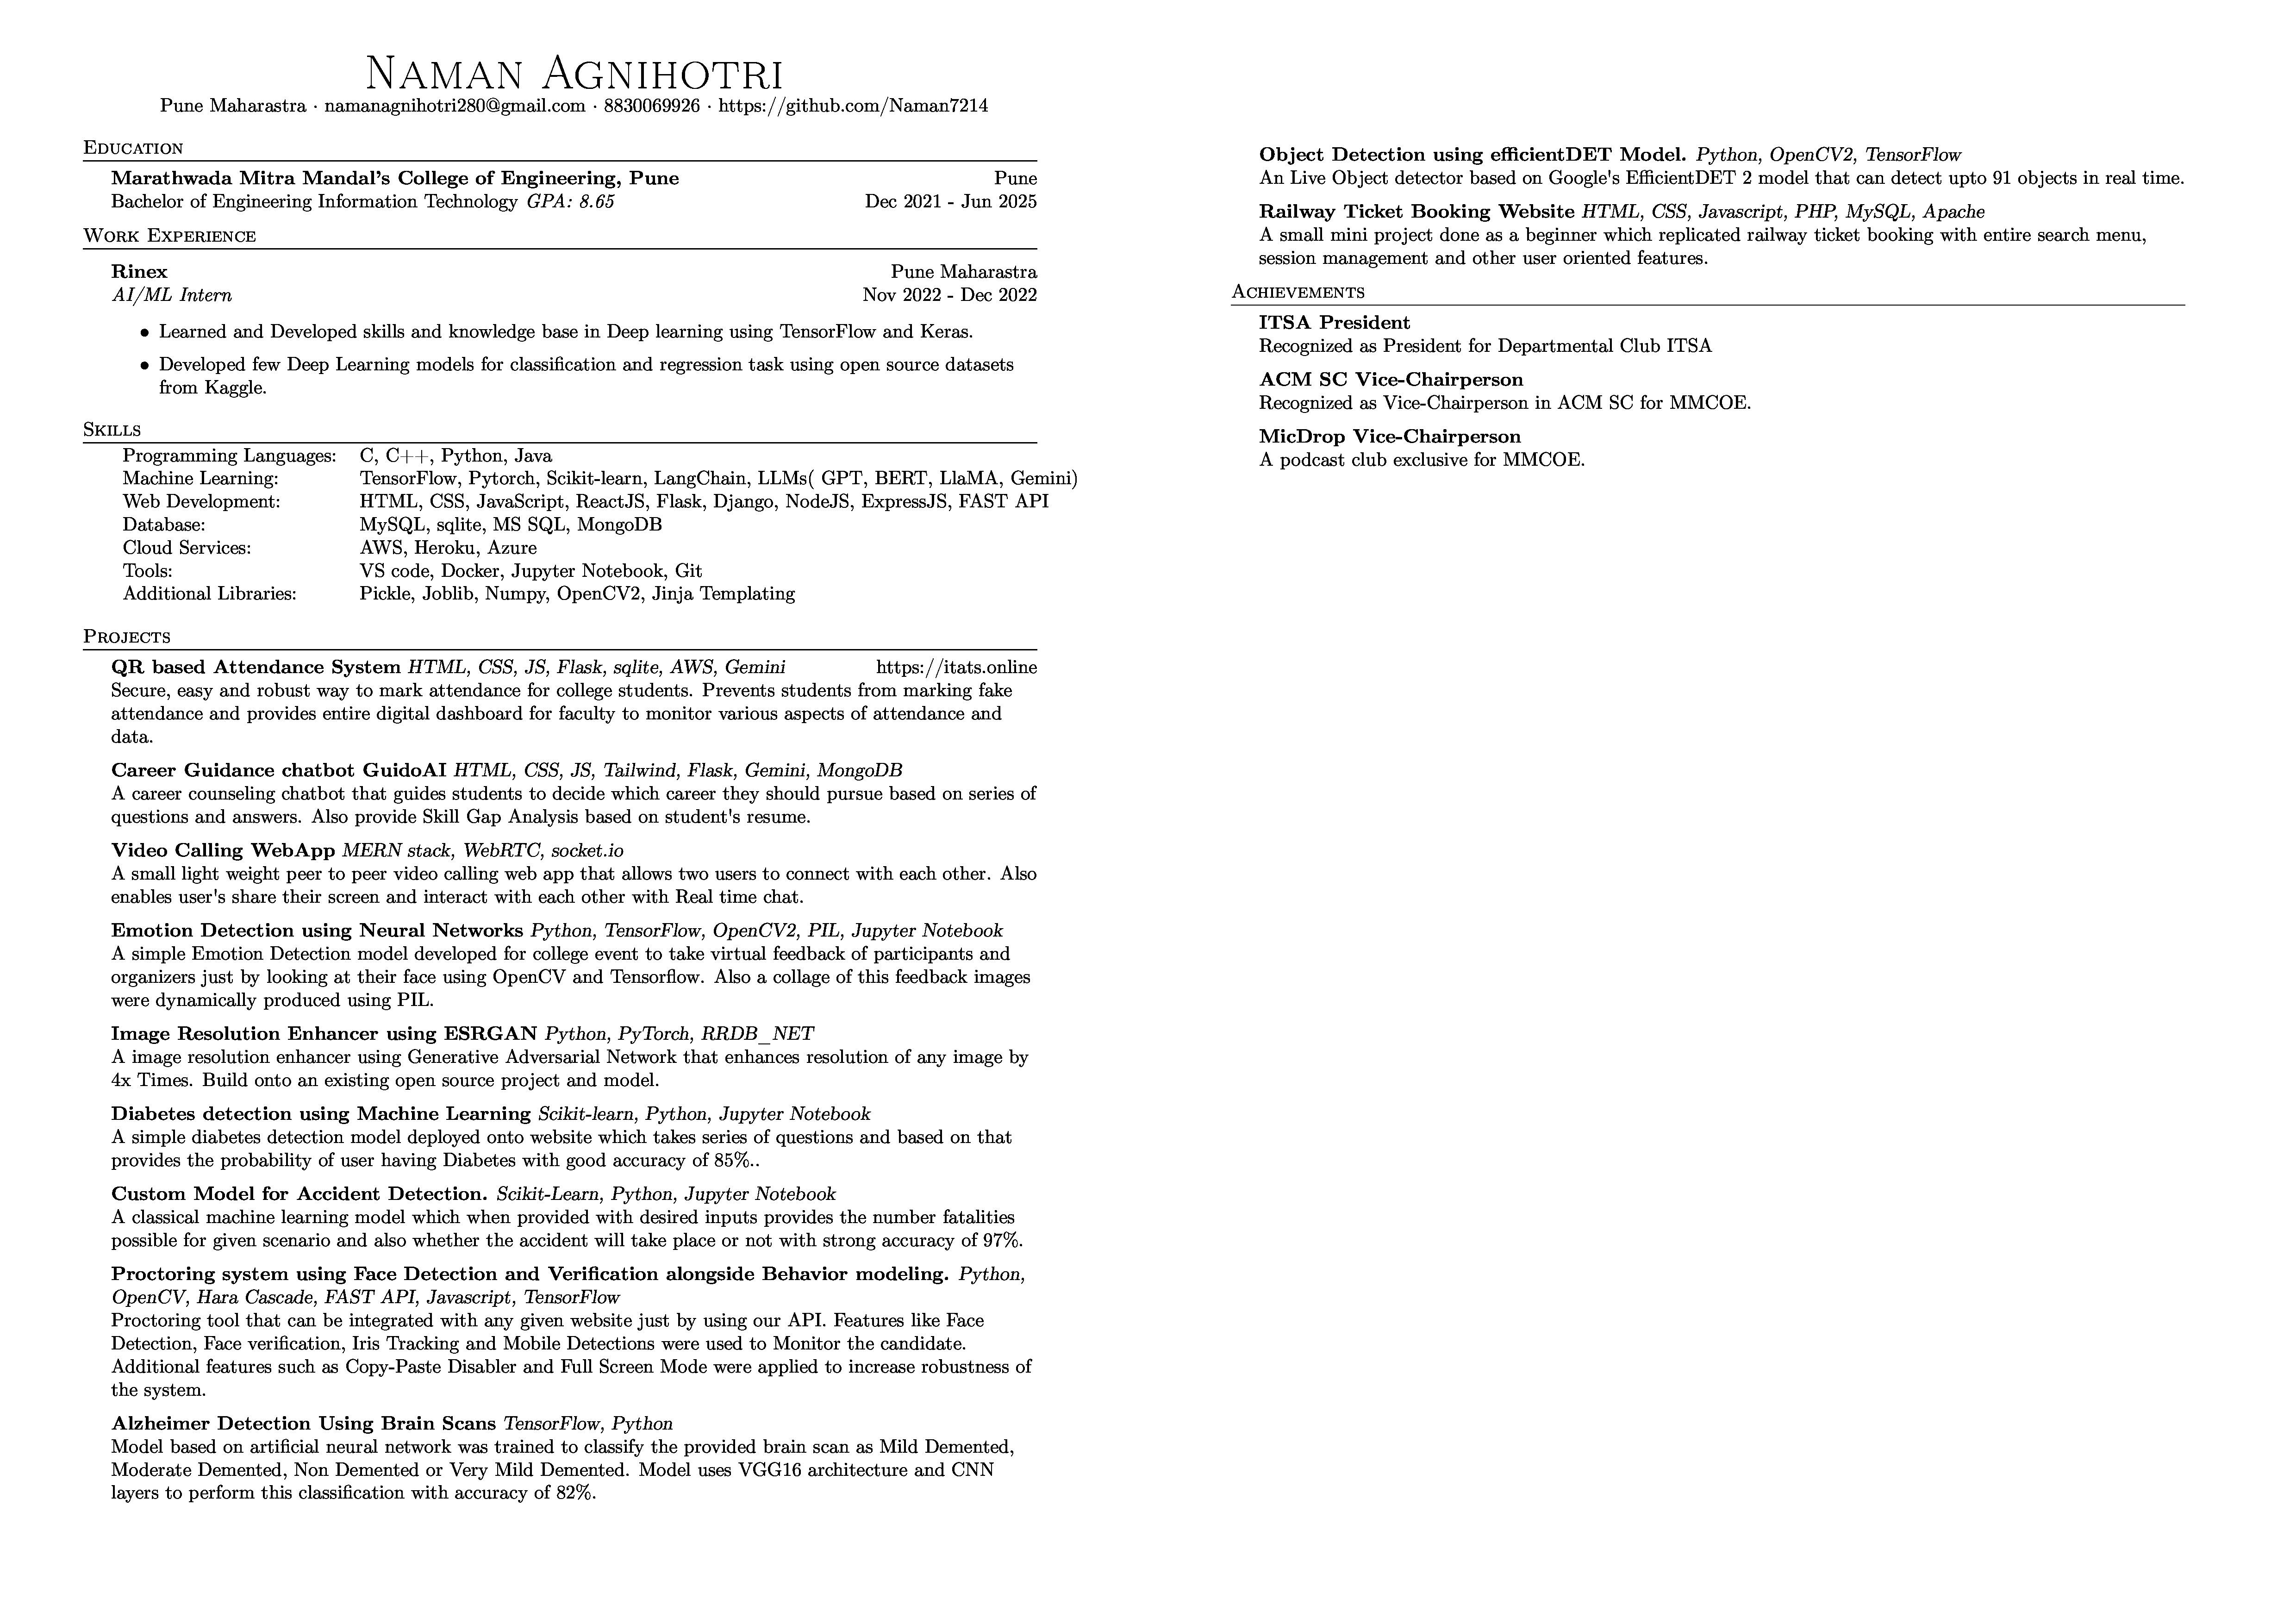 Naman Agnihotri
Pune Maharastra · namanagnihotri280@gmail.com · 8830069926 · https://github.com/Naman7214
Education
Marathwada Mitra Mandal's College of Engineering, Pune Pune
Bachelor of Engineering Information Technology GPA: 8.65 Dec 2021 - Jun 2025
Work Experience
Rinex Pune Maharastra
AI/ML Intern Nov 2022 - Dec 2022
• Learned and Developed skills and knowledge base in Deep learning using TensorFlow and Keras.
• Developed few Deep Learning models for classification and regression task using open source datasets
from Kaggle.
Skills
Programming Languages: C, C++, Python, Java
Machine Learning: TensorFlow, Pytorch, Scikit-learn, LangChain, LLMs( GPT, BERT, LlaMA, Gemini)
Web Development: HTML, CSS, JavaScript, ReactJS, Flask, Django, NodeJS, ExpressJS, FAST API
Database: MySQL, sqlite, MS SQL, MongoDB
Cloud Services: AWS, Heroku, Azure
Tools: VS code, Docker, Jupyter Notebook, Git
Additional Libraries: Pickle, Joblib, Numpy, OpenCV2, Jinja Templating
Projects
QR based Attendance System HTML, CSS, JS, Flask, sqlite, AWS, Gemini https://itats.online
Secure, easy and robust way to mark attendance for college students. Prevents students from marking fake
attendance and provides entire digital dashboard for faculty to monitor various aspects of attendance and
data.
Career Guidance chatbot GuidoAI HTML, CSS, JS, Tailwind, Flask, Gemini, MongoDB
A career counseling chatbot that guides students to decide which career they should pursue based on series of
questions and answers. Also provide Skill Gap Analysis based on student's resume.
Video Calling WebApp MERN stack, WebRTC, socket.io
A small light weight peer to peer video calling web app that allows two users to connect with each other. Also
enables user's share their screen and interact with each other with Real time chat.
Emotion Detection using Neural Networks Python, TensorFlow, OpenCV2, PIL, Jupyter Notebook
A simple Emotion Detection model developed for college event to take virtual feedback of participants and
organizers just by looking at their face using OpenCV and Tensorflow. Also a collage of this feedback images
were dynamically produced using PIL.
Image Resolution Enhancer using ESRGAN Python, PyTorch, RRDB_NET
A image resolution enhancer using Generative Adversarial Network that enhances resolution of any image by
4x Times. Build onto an existing open source project and model.
Diabetes detection using Machine Learning Scikit-learn, Python, Jupyter Notebook
A simple diabetes detection model deployed onto website which takes series of questions and based on that
provides the probability of user having Diabetes with good accuracy of 85%..
Custom Model for Accident Detection. Scikit-Learn, Python, Jupyter Notebook
A classical machine learning model which when provided with desired inputs provides the number fatalities
possible for given scenario and also whether the accident will take place or not with strong accuracy of 97%.
Proctoring system using Face Detection and Verification alongside Behavior modeling. Python,
OpenCV, Hara Cascade, FAST API, Javascript, TensorFlow
Proctoring tool that can be integrated with any given website just by using our API. Features like Face
Detection, Face verification, Iris Tracking and Mobile Detections were used to Monitor the candidate.
Additional features such as Copy-Paste Disabler and Full Screen Mode were applied to increase robustness of
the system.
Alzheimer Detection Using Brain Scans TensorFlow, Python
Model based on artificial neural network was trained to classify the provided brain scan as Mild Demented,
Moderate Demented, Non Demented or Very Mild Demented. Model uses VGG16 architecture and CNN
layers to perform this classification with accuracy of 82%.
Object Detection using efficientDET Model. Python, OpenCV2, TensorFlow
An Live Object detector based on Google's EfficientDET 2 model that can detect upto 91 objects in real time.
Railway Ticket Booking Website HTML, CSS, Javascript, PHP, MySQL, Apache
A small mini project done as a beginner which replicated railway ticket booking with entire search menu,
session management and other user oriented features.
Achievements
ITSA President
Recognized as President for Departmental Club ITSA
ACM SC Vice-Chairperson
Recognized as Vice-Chairperson in ACM SC for MMCOE.
MicDrop Vice-Chairperson
A podcast club exclusive for MMCOE.